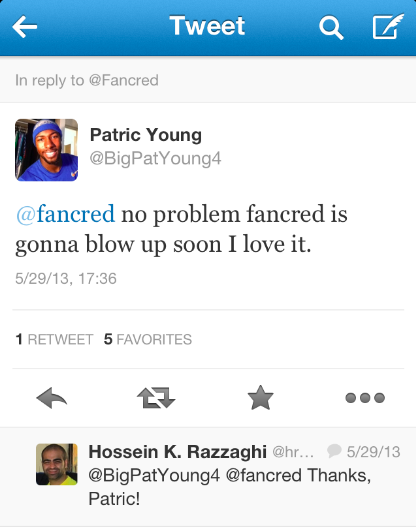 Tweet
In reply to @Fancred
Patric Young
@BigPatYoung4
@fancred no problem fancred is
gonna blow up soon I love it.
5/29/13, 17:36
1 RETWEET 5 FAVORITES
Hossein K. Razzaghi @hr... 5/29/13
@BigPatYoung4 @fancred Thanks,
Patric!